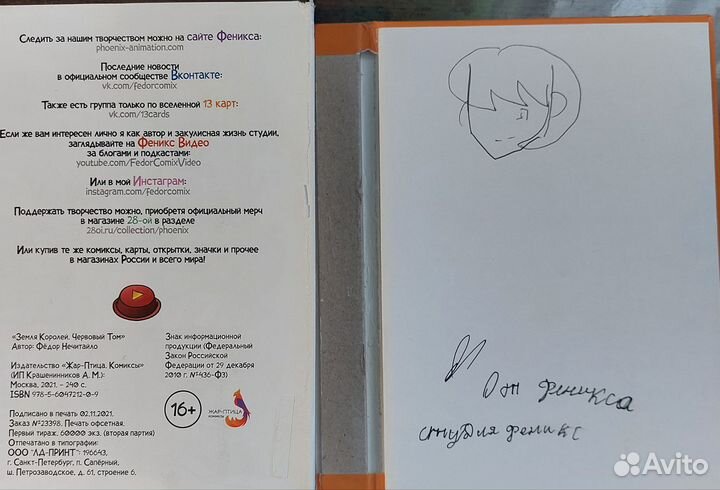 Следить за нашим творчеством можно на сайте Феникса:
phoenix-animation.com
Последние новости
в официальном сообществе Вконтакте:
vk.com/fedorcomix
Также есть группа только по вселенной 13 карт:
vk.com/13cards
Если же вам интересен лично я как автор и закулисная жизнь студии,
заглядывайте на Феникс Видео
за блогами и подкастами:
youtube.com/FedorComixVideo
Или в мой Инстаграм:
instagram.com/fedorcomix
Поддержать творчество можно, приобретя официальный мерч
в магазине 28-ой в разделе
28oi.ru/collection/phoenix
Или купив те же комиксы, карты, открытки, значки и прочее
в магазинах России и всего мира!
«Земля Королей. Червовый Том»
Автор: Фёдор Нечитайло
Издательство «Жар-Птица. Комиксы»
(ИП Крашенинников А. М.):
Москва, 2021. – 240 с.
ISBN 978-5-6047212-0-9
Подписано в печать 02.11.2021.
Заказ №23398. Печать офсетная.
Первый тираж. 60000 экз. (вторая партия)
Отпечатано в типографии:
ООО "ЛД-ПРИНТ": 196643,
г. Санкт-Петербург, п. Сапёрный,
ш. Петрозаводское, д. 61, строение 6.
Знак информационной
продукции (Федеральный
Закон Российской
Федерации от 29 декабря
2010 г. №436-ФЗ)
16+
ЖАР-ПТИЦА
КОМИКСЫ
От феникса
студия феникс
Avito